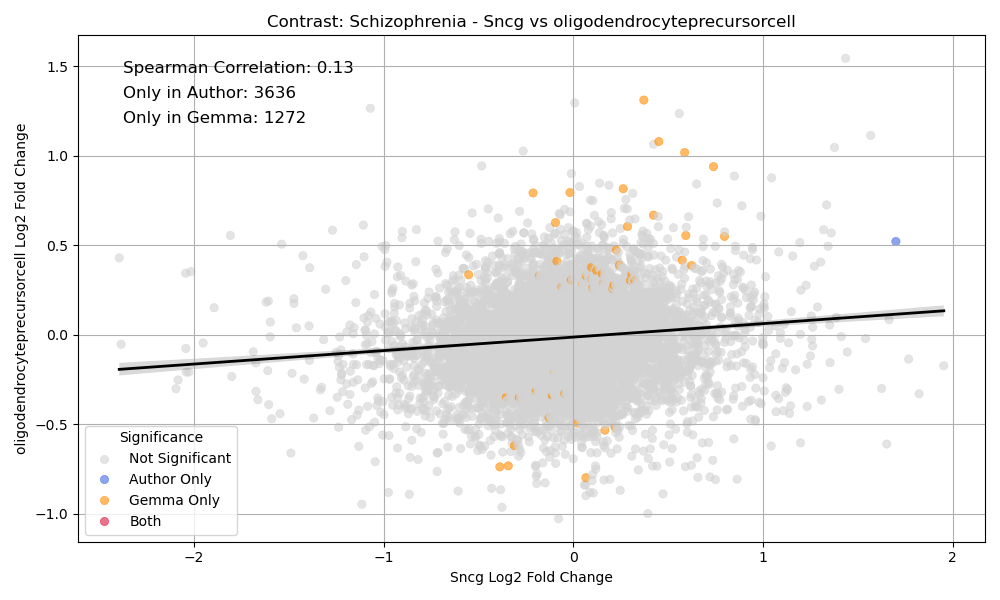 Contrast: Schizophrenia - Sncg vs oligodendrocyteprecursorcell
Spearman Correlation: 0.13
Only in Author: 3636
Only in Gemma: 1272
oligodendrocyteprecursorcell Log2 Fold Change
1.5
1.0
0.5
0.0
−0.5
−1.0
Significance
Not Significant
Author Only
Gemma Only
Both
−2
−1
0
1
2
Sncg Log2 Fold Change